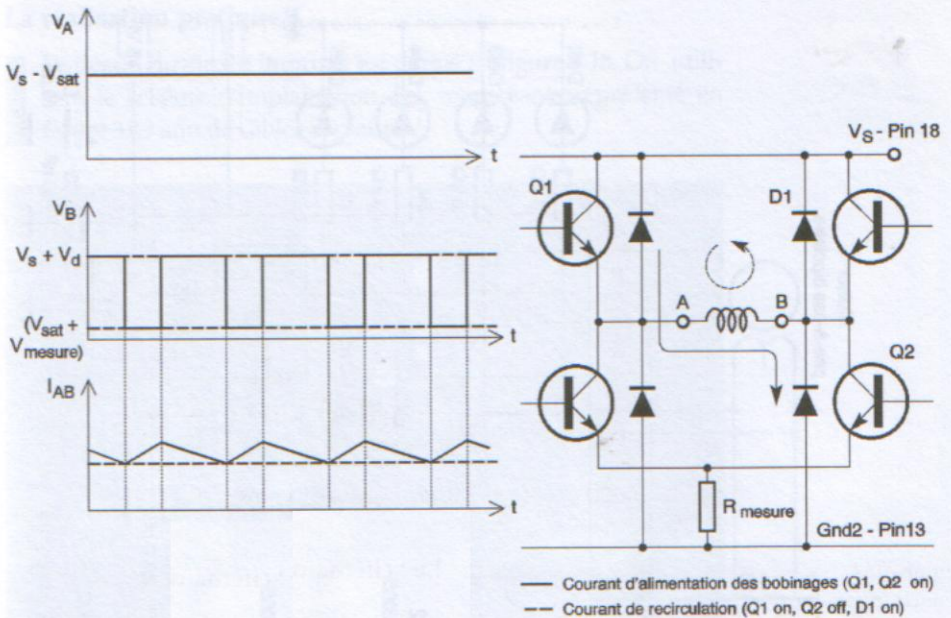 V_A
V_S - V_sat
t
V_B
V_S + V_d
(V_sat +
V_mesure)
t
I_AB
t
V_S - Pin 18
Q1
D1
A
B
Q2
R_mesure
Gnd2 - Pin13
Courant d'alimentation des bobinages (Q1, Q2 on)
Courant de recirculation (Q1 on, Q2 off, D1 on)